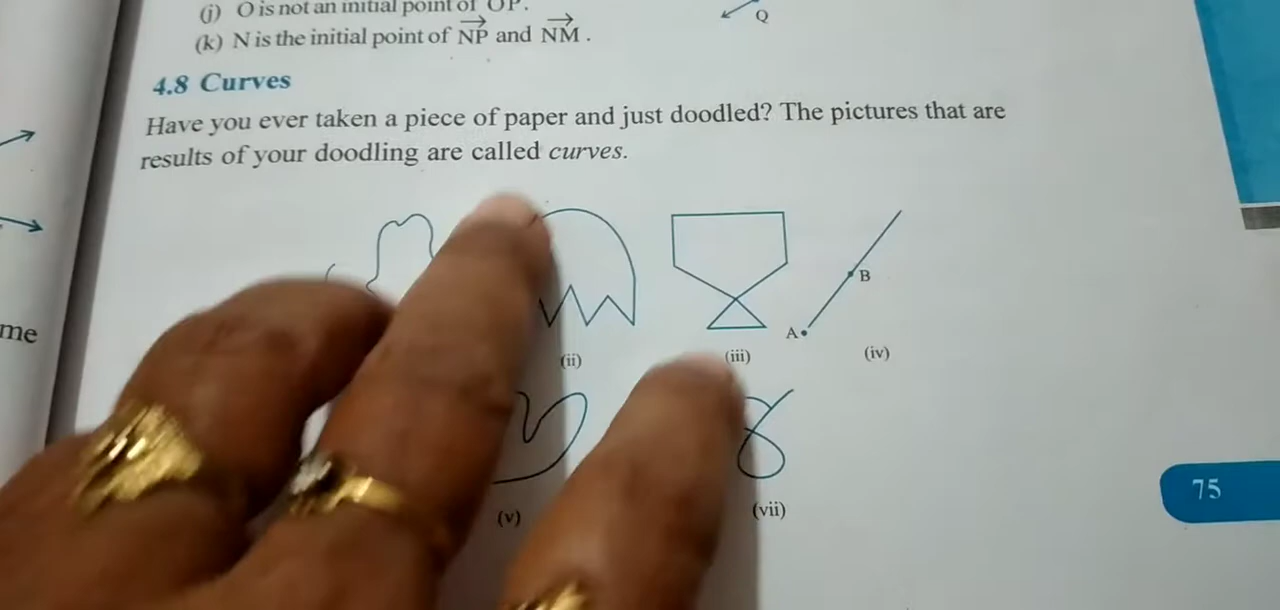 (j) O is not an initial point of OP.
Q
(k) N is the initial point of NP and NM.
4.8 Curves
Have you ever taken a piece of paper and just doodled? The pictures that are
results of your doodling are called curves.
me
B
A
(ii)
(iii)
(iv)
75
(v)
(vii)